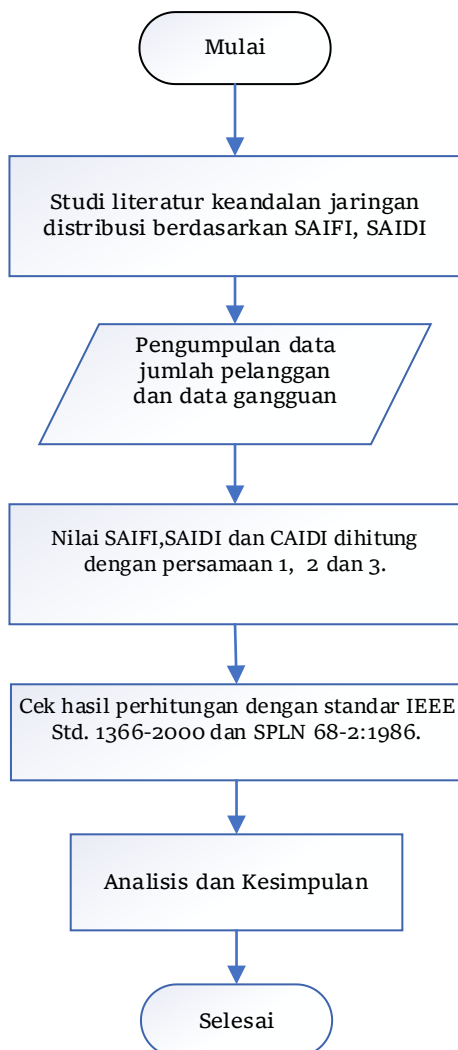 Mulai
Studi literatur keandalan jaringan
distribusi berdasarkan SAIFI, SAIDI
Pengumpulan data
jumlah pelanggan
dan data gangguan
Nilai SAIFI,SAIDI dan CAIDI dihitung
dengan persamaan 1, 2 dan 3.
Cek hasil perhitungan dengan standar IEEE
Std. 1366-2000 dan SPLN 68-2:1986.
Analisis dan Kesimpulan
Selesai